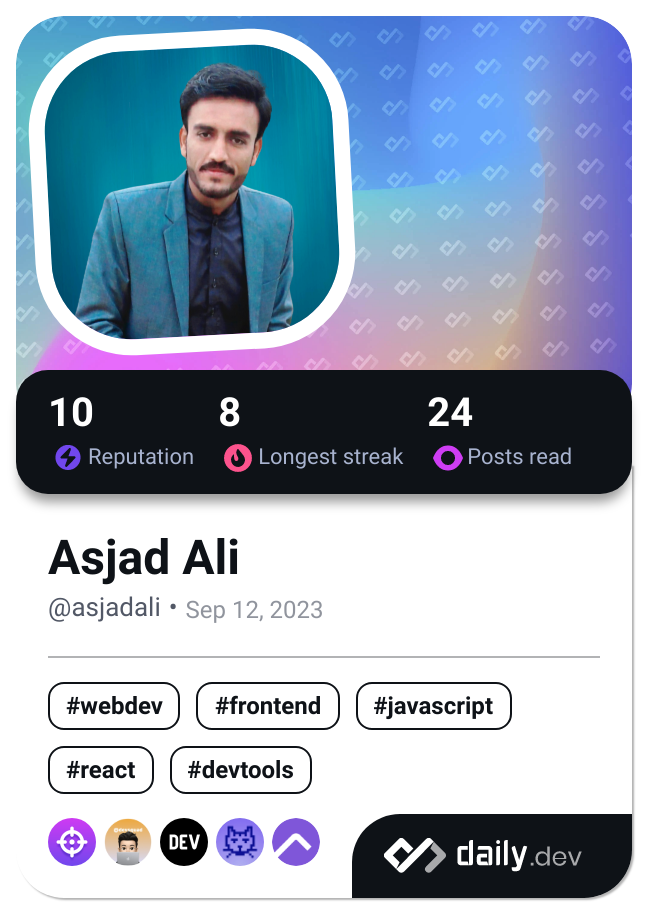 10 8 24
Reputation Longest streak Posts read
Asjad Ali
@asjadali • Sep 12, 2023
#webdev #frontend #javascript
#react #devtools
DEV
daily.dev